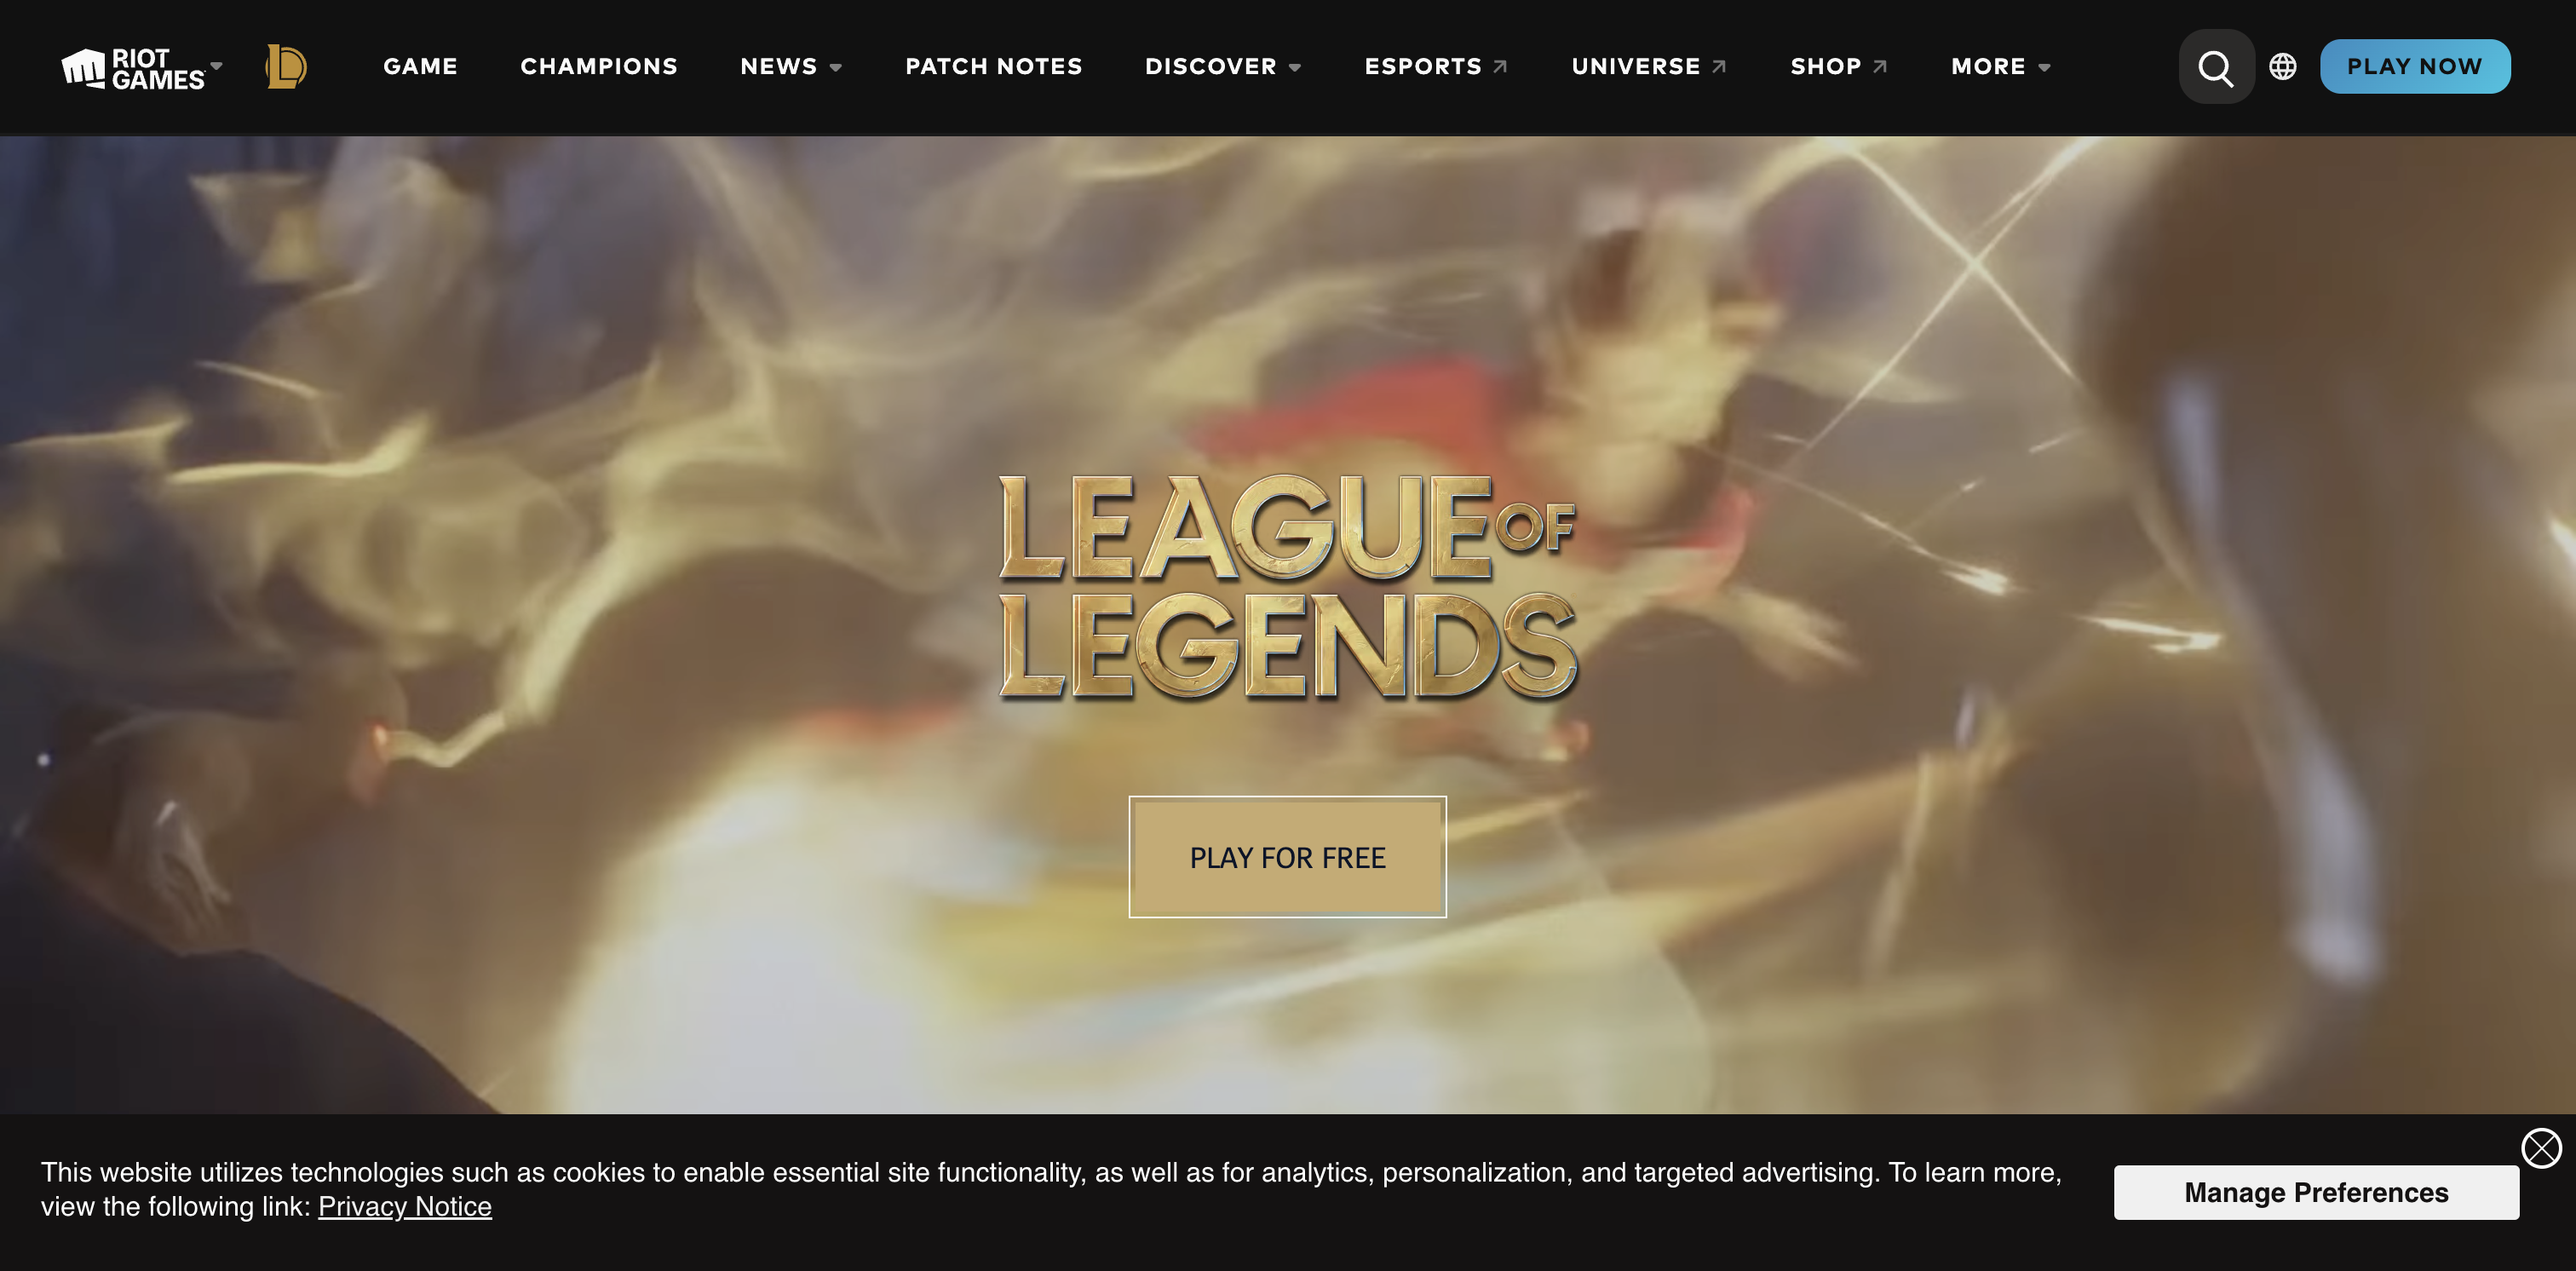 RIOT GAMES
GAME
CHAMPIONS
NEWS
PATCH NOTES
DISCOVER
ESPORTS
UNIVERSE
SHOP
MORE
PLAY NOW
LEAGUE OF
LEGENDS
PLAY FOR FREE
This website utilizes technologies such as cookies to enable essential site functionality, as well as for analytics, personalization, and targeted advertising. To learn more,
view the following link: Privacy Notice
Manage Preferences